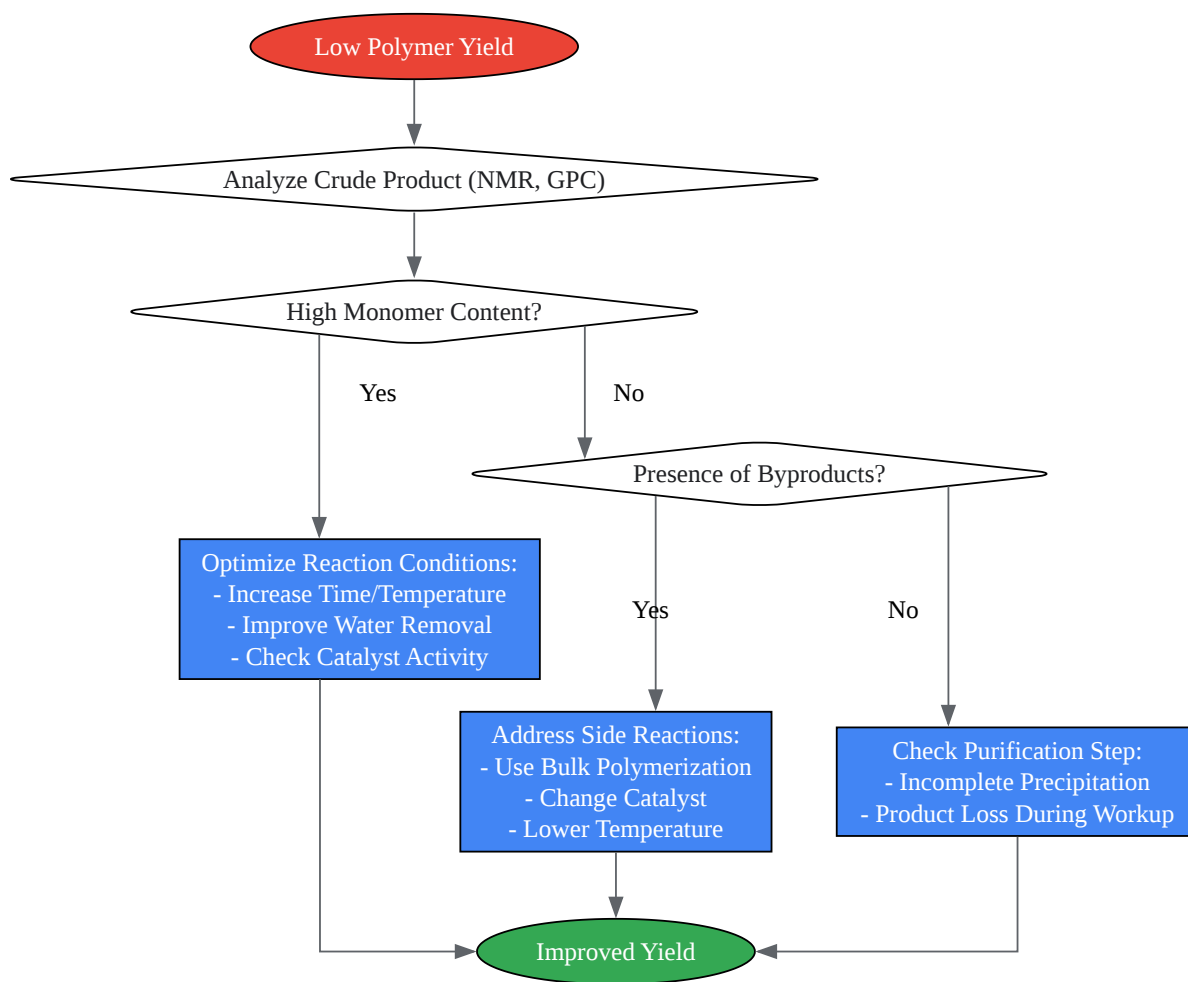 Low Polymer Yield
Analyze Crude Product (NMR, GPC)
High Monomer Content?
Yes
No
Presence of Byproducts?
Optimize Reaction Conditions:
- Increase Time/Temperature
- Improve Water Removal
- Check Catalyst Activity
Yes
No
Address Side Reactions:
- Use Bulk Polymerization
- Change Catalyst
- Lower Temperature
Check Purification Step:
- Incomplete Precipitation
- Product Loss During Workup
Improved Yield